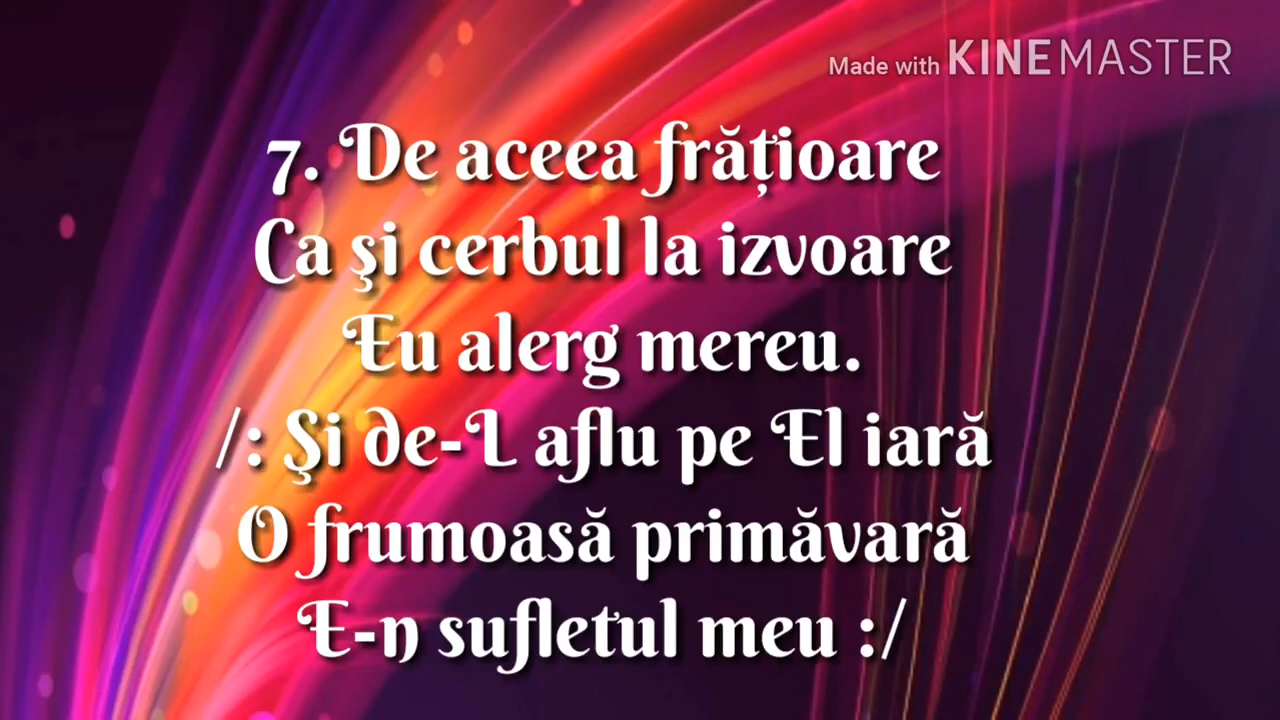 Made with KINEMASTER
7. De aceea frățioare
Ca şi cerbul la izvoare
Eu alerg mereu.
/: Şi de-L aflu pe El iară
O frumoasă primăvară
E-n sufletul meu :/